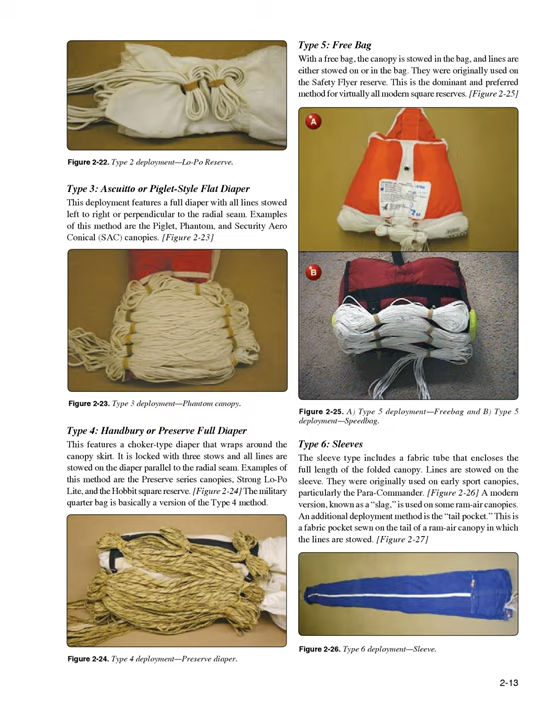 Figure 2-22. Type 2 deployment—Lo-Po Reserve.
Type 3: Ascuitto or Piglet-Style Flat Diaper
This deployment features a full diaper with all lines stowed
left to right or perpendicular to the radial seam. Examples
of this method are the Piglet, Phantom, and Security Aero
Conical (SAC) canopies. [Figure 2-23]
Figure 2-23. Type 3 deployment—Phantom canopy.
Type 4: Handbury or Preserve Full Diaper
This features a choker-type diaper that wraps around the
canopy skirt. It is locked with three stows and all lines are
stowed on the diaper parallel to the radial seam. Examples of
this method are the Preserve series canopies, Strong Lo-Po
Lite, and the Hobbit square reserve. [Figure 2-24] The military
quarter bag is basically a version of the Type 4 method.
Figure 2-24. Type 4 deployment—Preserve diaper.
Type 5: Free Bag
With a free bag, the canopy is stowed in the bag, and lines are
either stowed on or in the bag. They were originally used on
the Safety Flyer reserve. This is the dominant and preferred
method for virtually all modern square reserves. [Figure 2-25]
A
B
Figure 2-25. A) Type 5 deployment—Freebag and B) Type 5
deployment—Speedbag.
Type 6: Sleeves
The sleeve type includes a fabric tube that encloses the
full length of the folded canopy. Lines are stowed on the
sleeve. They were originally used on early sport canopies,
particularly the Para-Commander. [Figure 2-26] A modern
version, known as a “slag,” is used on some ram-air canopies.
An additional deployment method is the “tail pocket.” This is
a fabric pocket sewn on the tail of a ram-air canopy in which
the lines are stowed. [Figure 2-27]
Figure 2-26. Type 6 deployment—Sleeve.
2-13